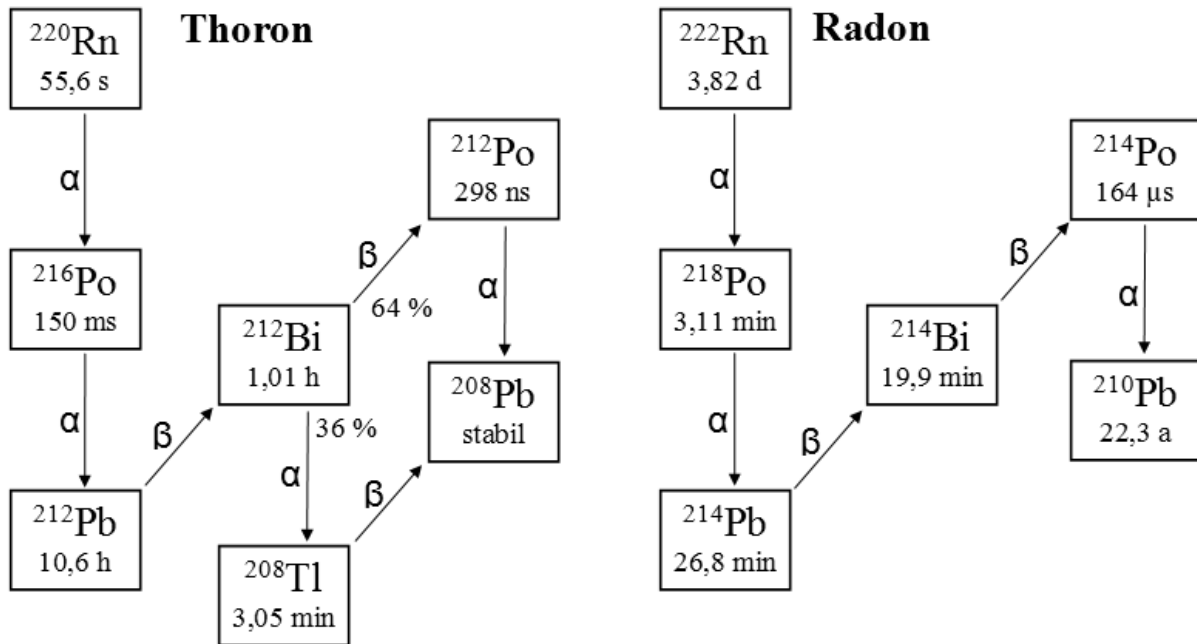 Thoron
²²⁰Rn
55,6 s
α
²¹⁶Po
150 ms
α
²¹²Pb
10,6 h
β
²¹²Bi
1,01 h
β
64 %
²¹²Po
298 ns
α
36 %
α
²⁰⁸Tl
3,05 min
β
²⁰⁸Pb
stabil
Radon
²²²Rn
3,82 d
α
²¹⁸Po
3,11 min
α
²¹⁴Pb
26,8 min
β
²¹⁴Bi
19,9 min
β
²¹⁴Po
164 µs
α
²¹⁰Pb
22,3 a